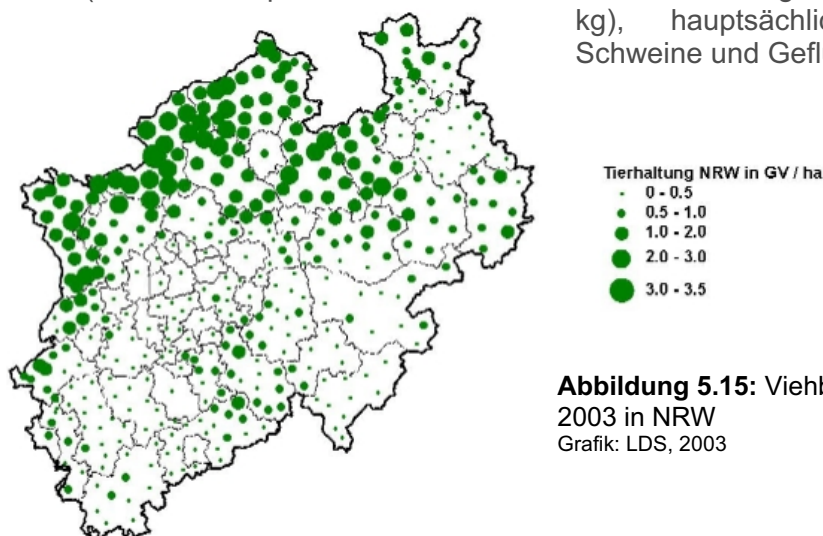 kg), hauptsächlic
Schweine und Gefl
Tierhaltung NRW in GV / ha
0 - 0.5
0.5 - 1.0
1.0 - 2.0
2.0 - 3.0
3.0 - 3.5
Abbildung 5.15: Viehb
2003 in NRW
Grafik: LDS, 2003